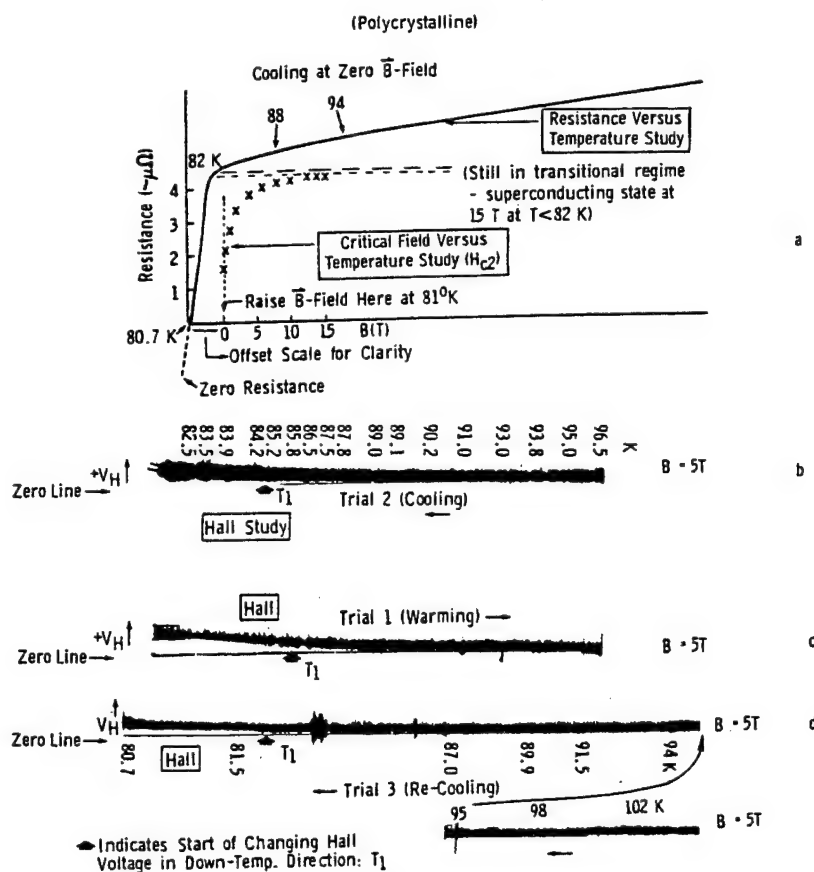 (Polycrystalline)
Cooling at Zero B-Field
88
94
Resistance Versus
Temperature Study
82 K
(Still in transitional regime
- superconducting state at
15 T at T<82 K)
Resistance (~μΩ)
4
3
2
1
Critical Field Versus
Temperature Study (Hc2)
a
Raise B-Field Here at 81°K
80.7 K
0 5 10 15 B(T)
Offset Scale for Clarity
Zero Resistance
82.5 83.5 83.9 84.2 85.2 85.8 86.5 87.5 87.8 89.0 89.1 90.2 91.0 93.0 93.8 95.0 96.5 K
+VH
B = 5T
b
Zero Line
T1
Trial 2 (Cooling)
Hall Study
Hall
Trial 1 (Warming)
+VH
B = 5T
Zero Line
T1
VH
B = 5T
Zero Line
80.7
Hall
81.5
T1
87.0
89.9
91.5
94 K
Trial 3 (Re-Cooling)
95
98
102 K
B = 5T
Indicates Start of Changing Hall
Voltage in Down-Temp. Direction: T1